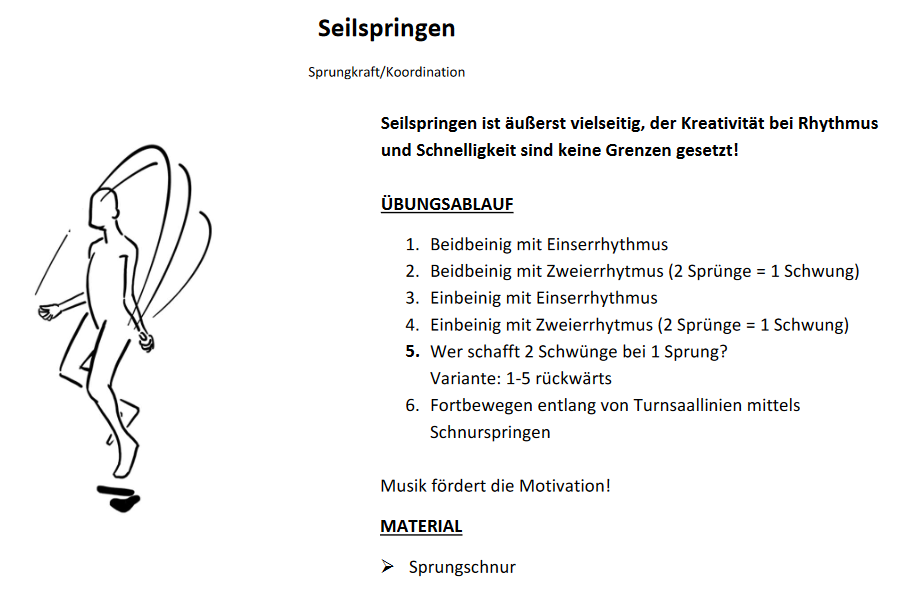 Seilspringen
Sprungkraft/Koordination
Seilspringen ist äußerst vielseitig, der Kreativität bei Rhythmus
und Schnelligkeit sind keine Grenzen gesetzt!
ÜBUNGSABLAUF
1. Beidbeinig mit Einserrhythmus
2. Beidbeinig mit Zweierrhytmus (2 Sprünge = 1 Schwung)
3. Einbeinig mit Einserrhythmus
4. Einbeinig mit Zweierrhytmus (2 Sprünge = 1 Schwung)
5. Wer schafft 2 Schwünge bei 1 Sprung?
Variante: 1-5 rückwärts
6. Fortbewegen entlang von Turnsaallinien mittels
Schnurspringen
Musik fördert die Motivation!
MATERIAL
➢ Sprungschnur